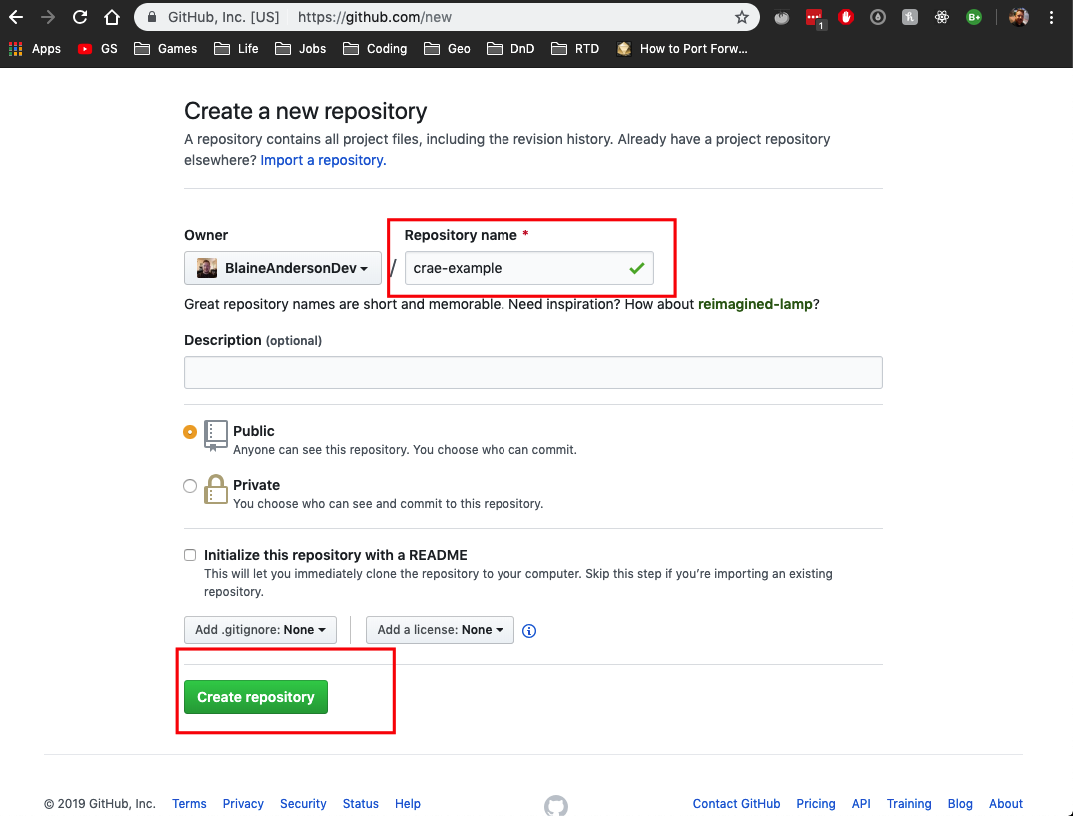 GitHub, Inc. [US] https://github.com/new
1
B+
Apps GS Games Life Jobs Coding Geo DnD RTD How to Port Forw...
Create a new repository
A repository contains all project files, including the revision history. Already have a project repository
elsewhere? Import a repository.
Owner Repository name *
BlaineAndersonDev / crae-example
Great repository names are short and memorable. Need inspiration? How about reimagined-lamp?
Description (optional)
Public
Anyone can see this repository. You choose who can commit.
Private
You choose who can see and commit to this repository.
Initialize this repository with a README
This will let you immediately clone the repository to your computer. Skip this step if you’re importing an existing
repository.
Add .gitignore: None Add a license: None
Create repository
© 2019 GitHub, Inc. Terms Privacy Security Status Help Contact GitHub Pricing API Training Blog About